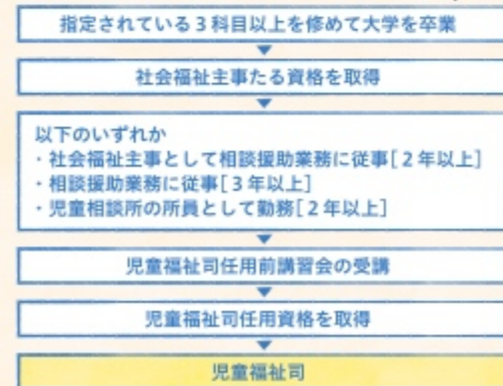 指定されている3科目以上を修めて大学を卒業
社会福祉主事たる資格を取得
以下のいずれか
・社会福祉主事として相談援助業務に従事[2年以上]
・相談援助業務に従事[3年以上]
・児童相談所の所員として勤務[2年以上]
児童福祉司任用前講習会の受講
児童福祉司任用資格を取得
児童福祉司